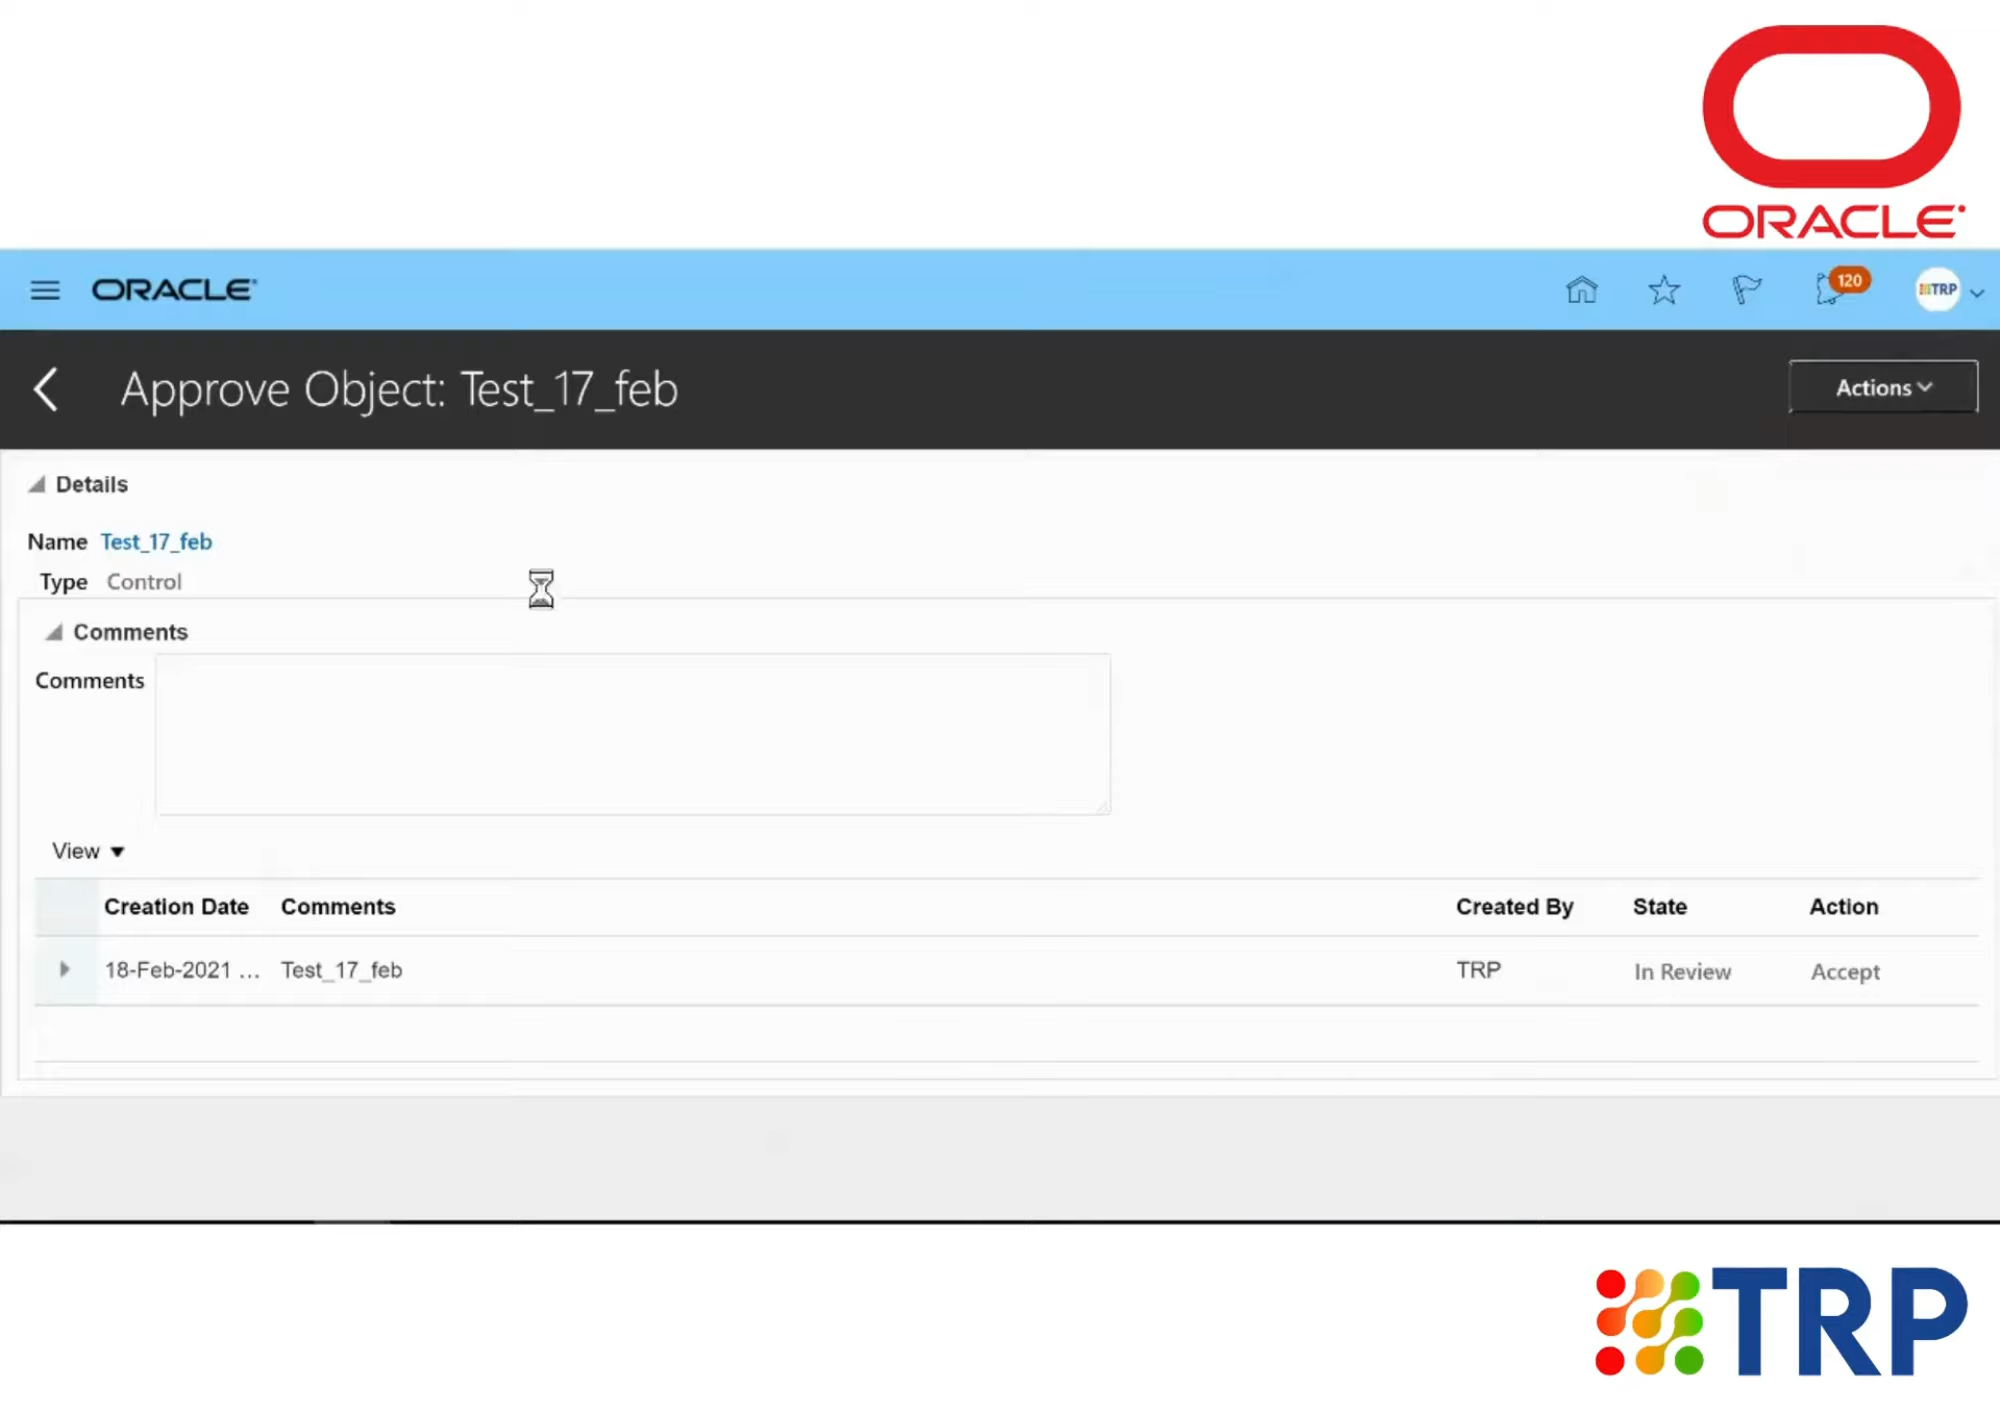 ORACLE
ORACLE
120
TRP
Approve Object: Test_17_feb
Actions
Details
Name Test_17_feb
Type Control
Comments
Comments
View
Creation Date Comments Created By State Action
18-Feb-2021 ... Test_17_feb TRP In Review Accept
TRP